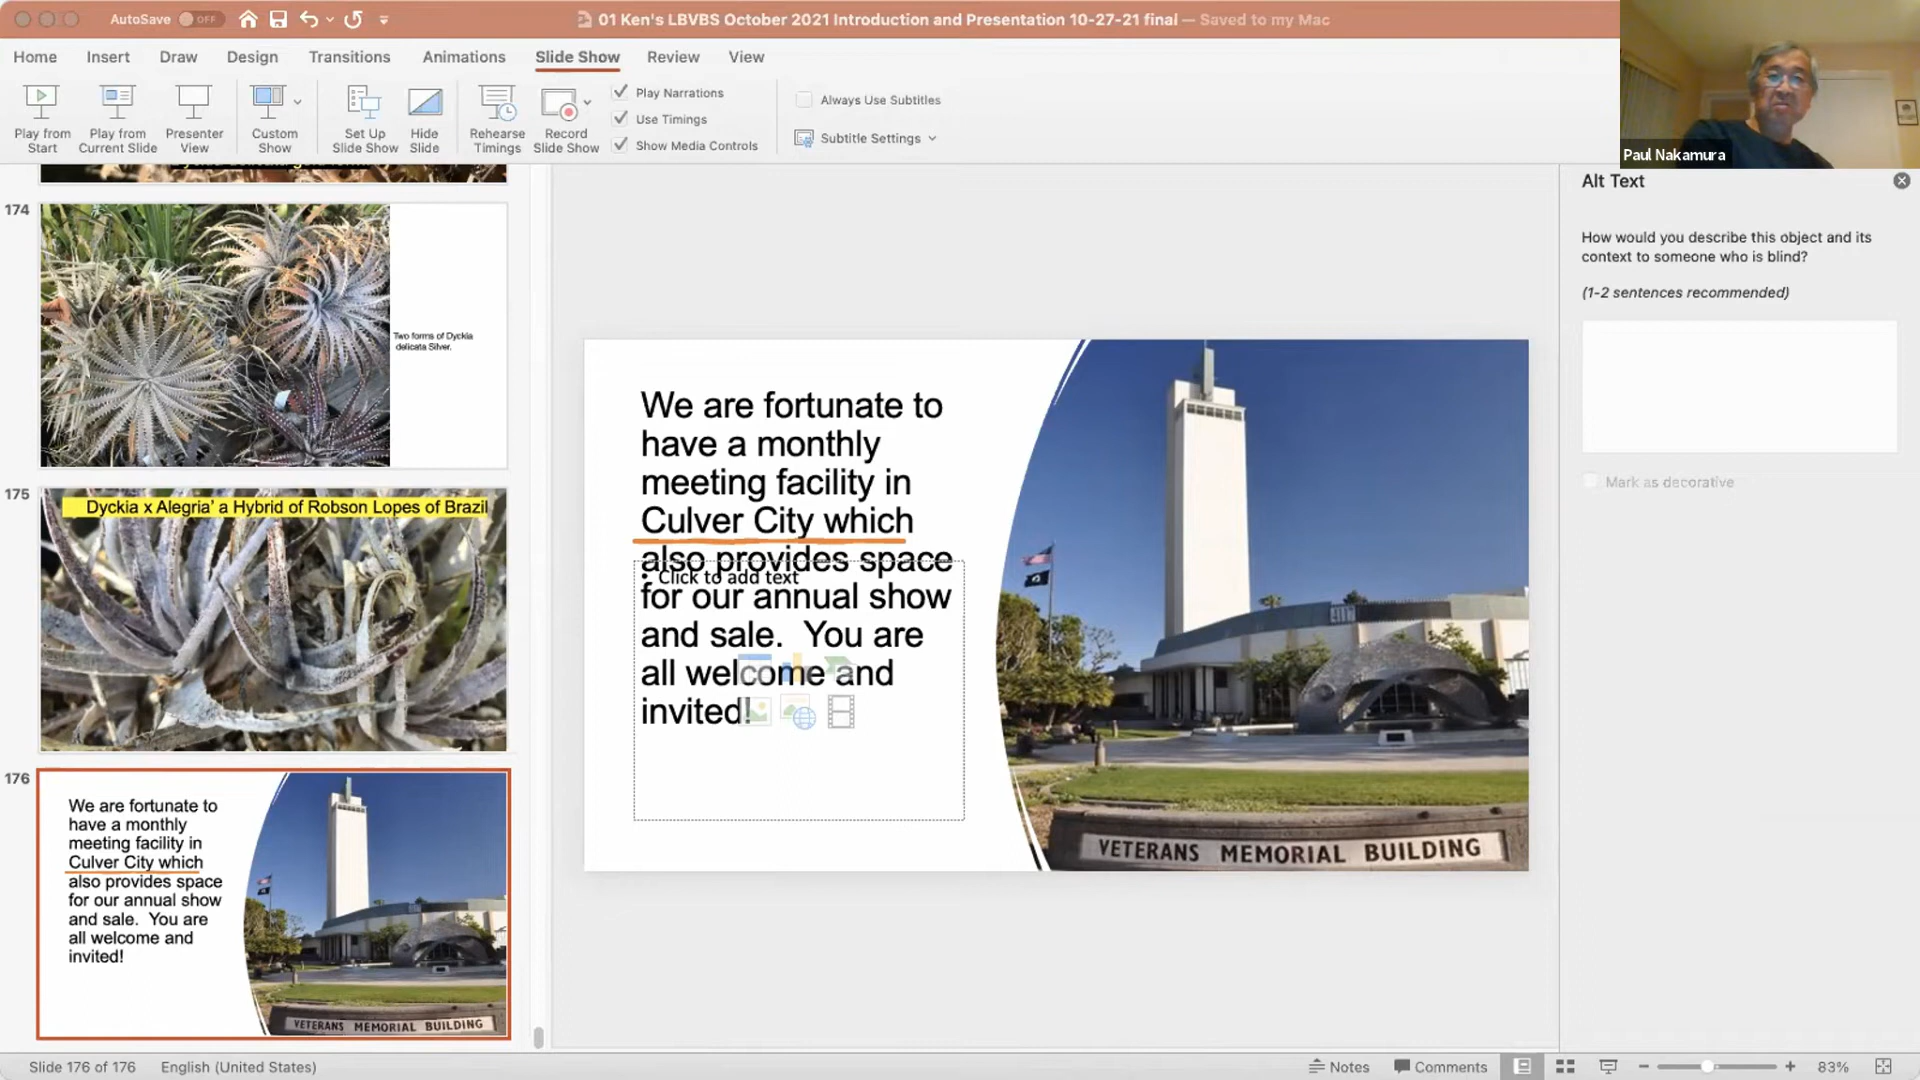 AutoSave OFF
01 Ken's LBVBS October 2021 Introduction and Presentation 10-27-21 final — Saved to my Mac
Home Insert Draw Design Transitions Animations Slide Show Review View
Play from Start
Play from Current Slide
Presenter View
Custom Show
Set Up Slide Show
Hide Slide
Rehearse Timings
Record Slide Show
Play Narrations
Use Timings
Show Media Controls
Always Use Subtitles
Subtitle Settings
Paul Nakamura
174
Two forms of Dyckia
delicata Silver.
175
Dyckia x Alegria' a Hybrid of Robson Lopes of Brazil
176
We are fortunate to
have a monthly
meeting facility in
Culver City which
also provides space
for our annual show
and sale. You are
all welcome and
invited!
VETERANS MEMORIAL BUILDING
We are fortunate to
have a monthly
meeting facility in
Culver City which
also provides space
• Click to add text
for our annual show
and sale. You are
all welcome and
invited!
VETERANS MEMORIAL BUILDING
Alt Text
How would you describe this object and its
context to someone who is blind?
(1-2 sentences recommended)
Mark as decorative
Slide 176 of 176 English (United States) Notes Comments 83%